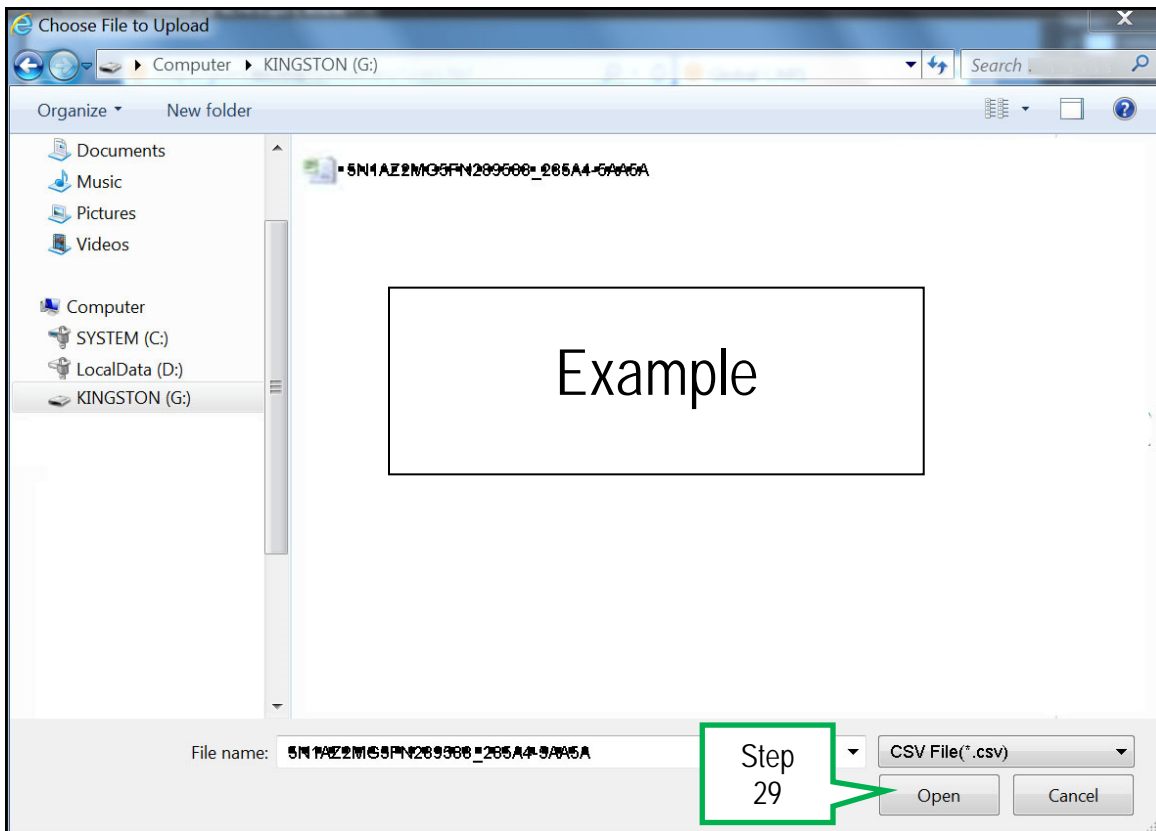 Choose File to Upload
X
Computer KINGSTON (G:)
Search
Organize New folder
Documents
Music
Pictures
Videos
Computer
SYSTEM (C:)
LocalData (D:)
KINGSTON (G:)
Example
File name:
CSV File(*.csv)
Step
29
Open Cancel